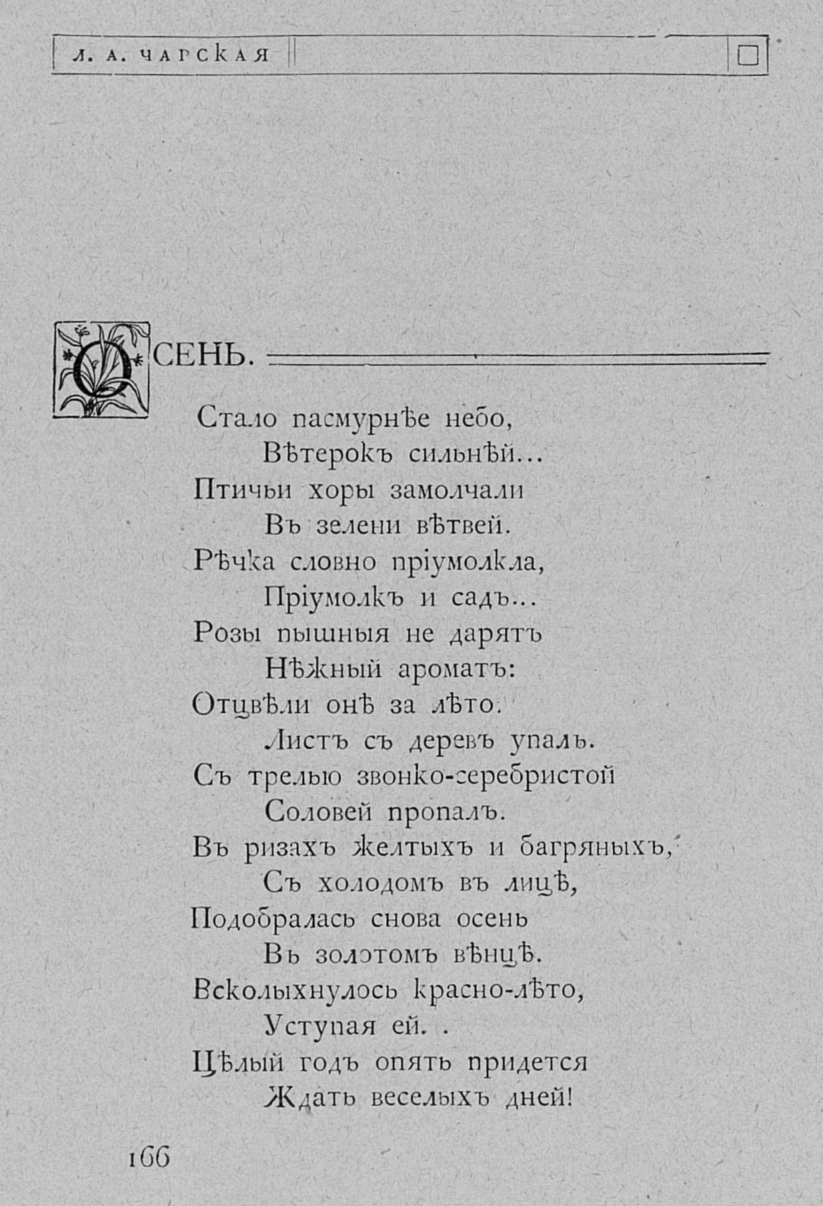 Л. А. ЧАРСКАЯ
ОСЕНЬ.
Стало пасмурнѣе небо,
Вѣтерокъ сильнѣй...
Птичьи хоры замолчали
Въ зелени вѣтвей.
Рѣчка словно пріумолкла,
Пріумолкъ и садъ...
Розы пышныя не дарятъ
Нѣжный ароматъ:
Отцвѣли онѣ за лѣто.
Листъ съ деревъ упалъ.
Съ трелью звонко-серебристой
Соловей пропалъ.
Въ ризахъ желтыхъ и багряныхъ,
Съ холодомъ въ лицѣ,
Подобралась снова осень
Въ золотомъ вѣнцѣ.
Всколыхнулось красно-лѣто,
Уступая ей. .
Цѣлый годъ опять придется
Ждать веселыхъ дней!
166